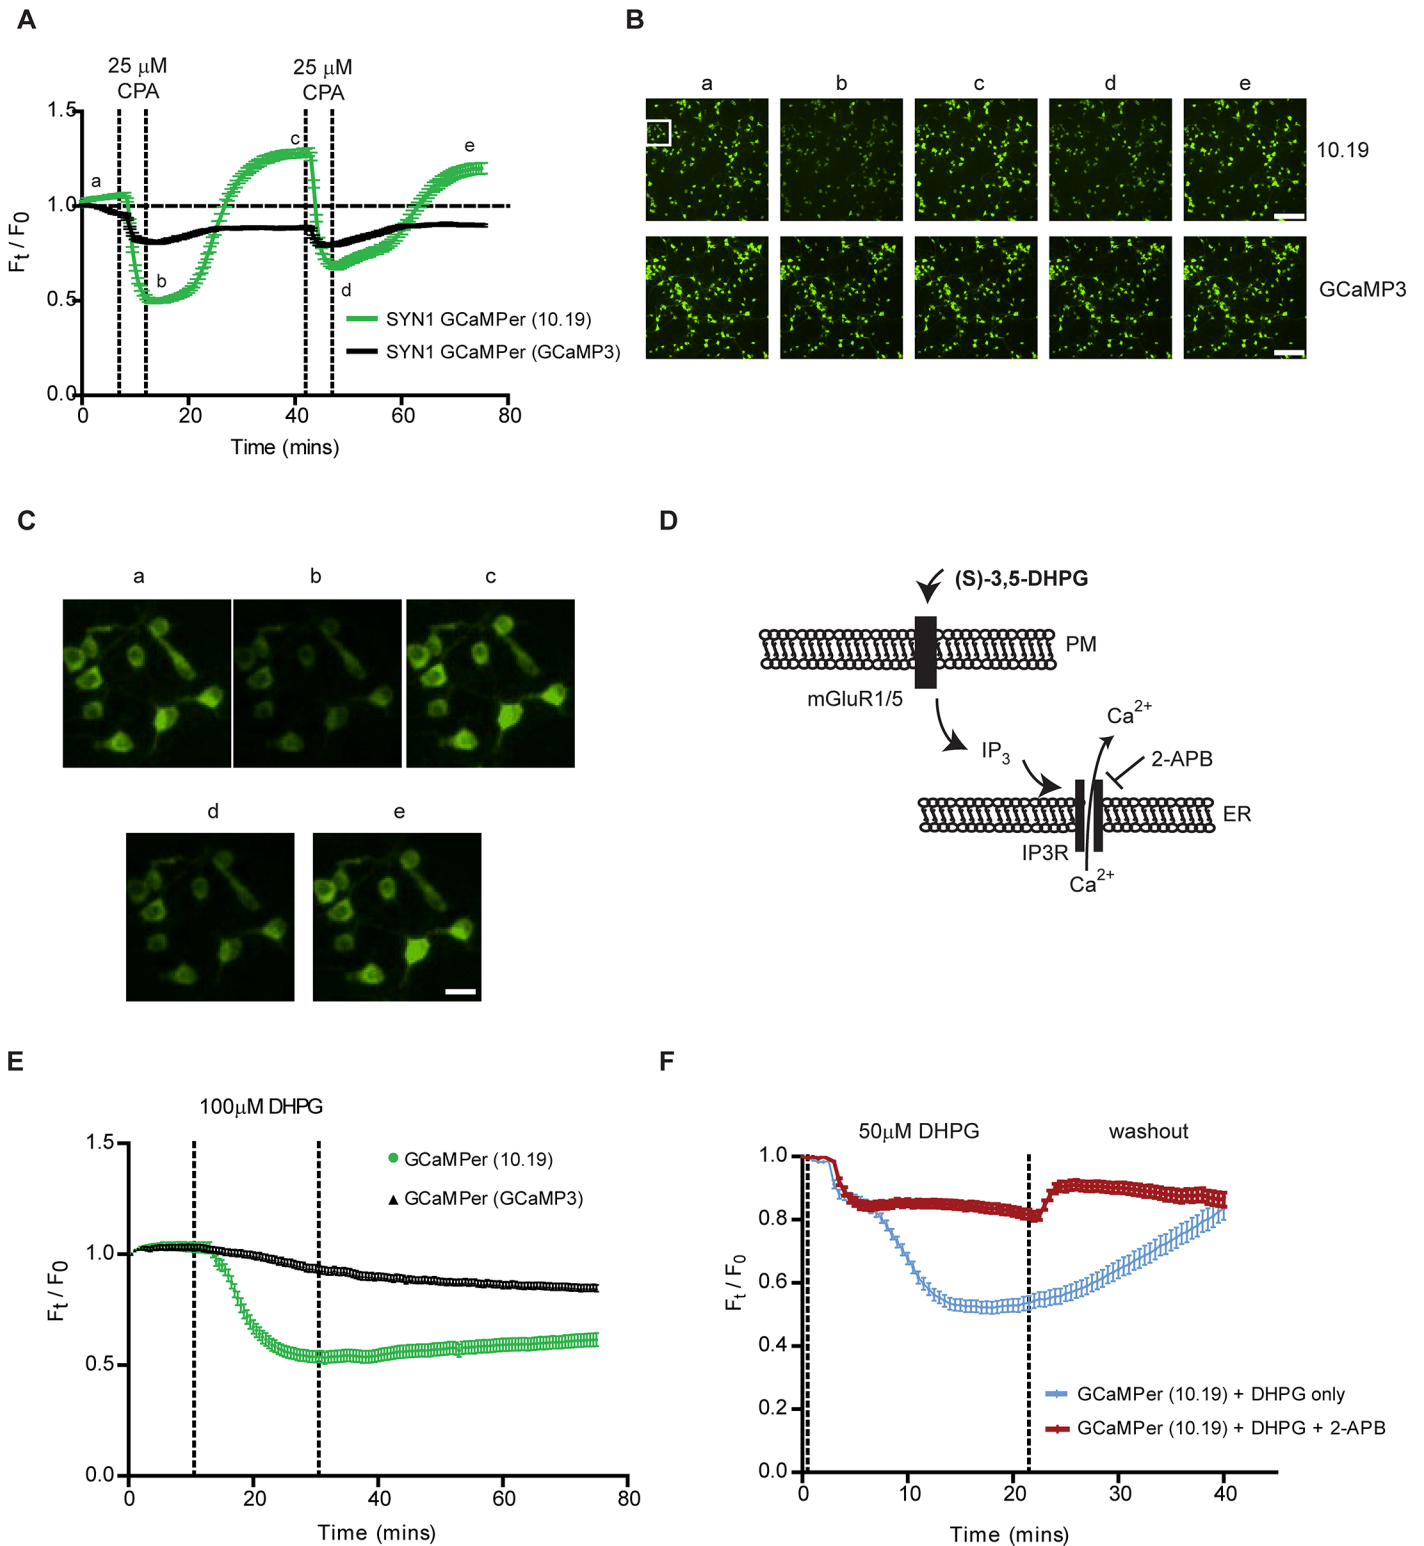 A
25 μM
CPA
25 μM
CPA
1.5
1.0
0.5
0.0
Ft / F0
a
b
c
d
e
SYN1 GCaMPer (10.19)
SYN1 GCaMPer (GCaMP3)
0
20
40
60
80
Time (mins)
B
a
b
c
d
e
10.19
GCaMP3
C
a
b
c
d
e
D
(S)-3,5-DHPG
PM
mGluR1/5
Ca2+
IP3
2-APB
ER
IP3R
Ca2+
E
100μM DHPG
1.5
1.0
0.5
0.0
Ft / F0
GCaMPer (10.19)
GCaMPer (GCaMP3)
0
20
40
60
80
Time (mins)
F
50μM DHPG
washout
1.0
0.8
0.6
0.4
0.2
0.0
Ft / F0
GCaMPer (10.19) + DHPG only
GCaMPer (10.19) + DHPG + 2-APB
0
10
20
30
40
Time (mins)